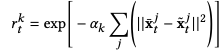 r_t^k = exp[ − α_k ∑_j (||x̄_t^j − x̃_t^j||²) ]